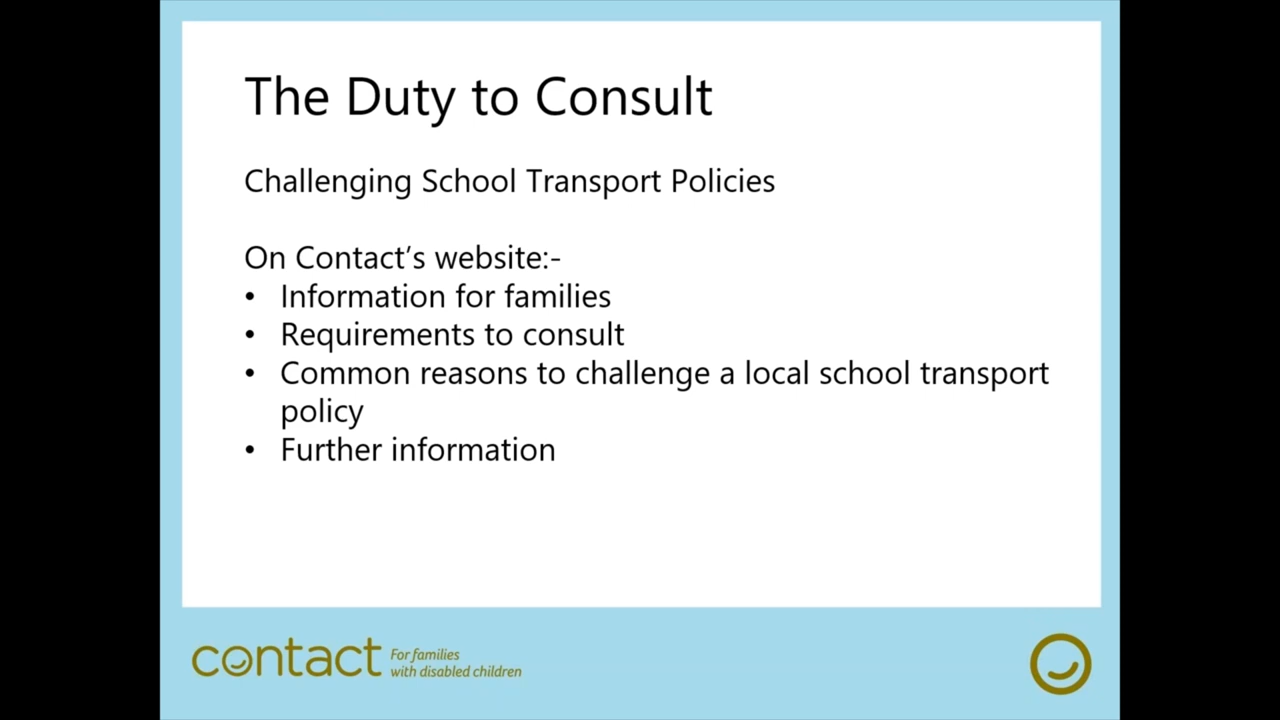 The Duty to Consult
Challenging School Transport Policies
On Contact’s website:-
• Information for families
• Requirements to consult
• Common reasons to challenge a local school transport
policy
• Further information
contact
For families
with disabled children